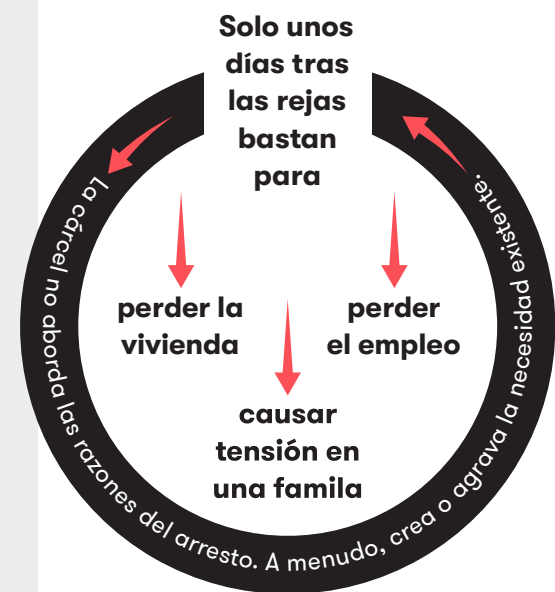 Solo unos
días tras
las rejas
bastan
para
perder la
vivienda
perder
el empleo
causar
tensión en
una famila
La cárcel no aborda las razones del arresto. A menudo, crea o agrava la necesidad existente.